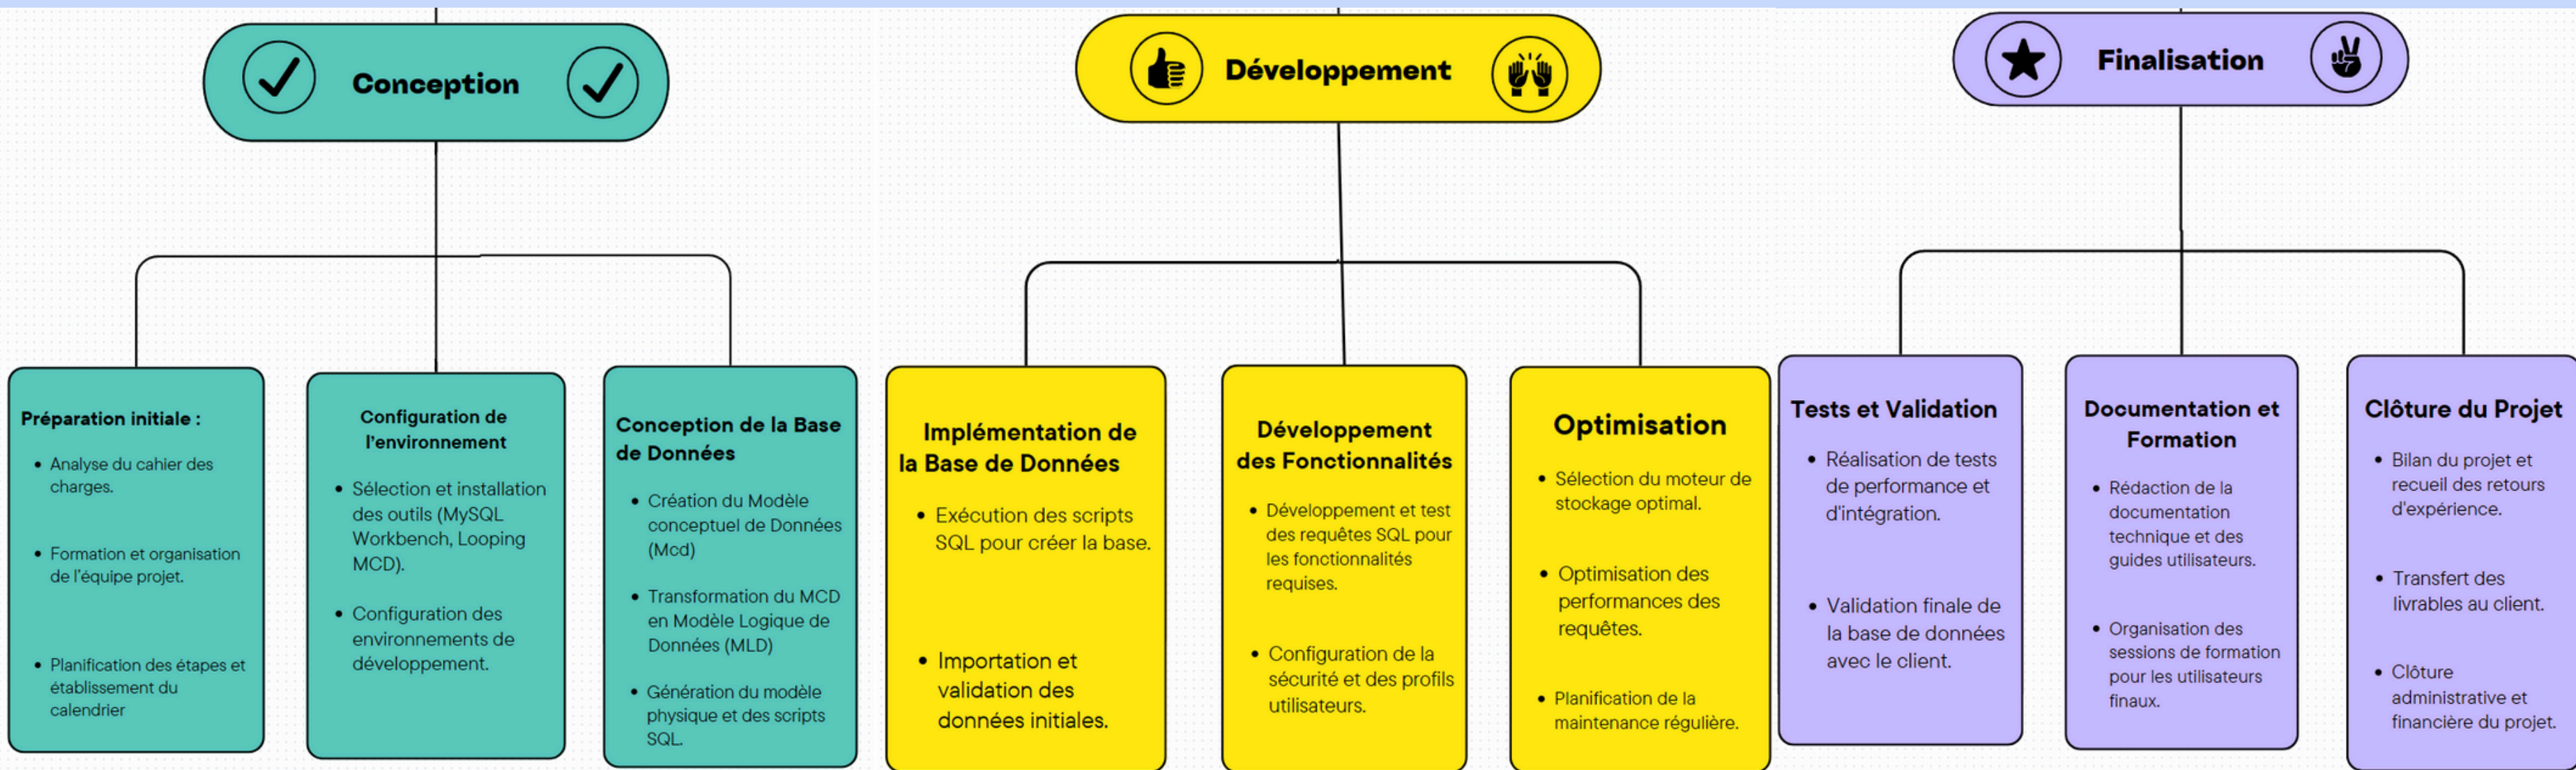 Conception
Préparation initiale :
• Analyse du cahier des
charges.
• Formation et organisation
de l'équipe projet.
• Planification des étapes et
établissement du
calendrier
Configuration de
l'environnement
• Sélection et installation
des outils (MySQL
Workbench, Looping
MCD).
• Configuration des
environnements de
développement.
Conception de la Base
de Données
• Création du Modèle
conceptuel de Données
(Mcd)
• Transformation du MCD
en Modèle Logique de
Données (MLD)
• Génération du modèle
physique et des scripts
SQL.
Développement
Implémentation de
la Base de Données
• Exécution des scripts
SQL pour créer la base.
• Importation et
validation des
données initiales.
Développement
des Fonctionnalités
• Développement et test
des requêtes SQL pour
les fonctionnalités
requises.
• Configuration de la
sécurité et des profils
utilisateurs.
Optimisation
• Sélection du moteur de
stockage optimal.
• Optimisation des
performances des
requêtes.
• Planification de la
maintenance régulière.
Finalisation
Tests et Validation
• Réalisation de tests
de performance et
d'intégration.
• Validation finale de
la base de données
avec le client.
Documentation et
Formation
• Rédaction de la
documentation
technique et des
guides utilisateurs.
• Organisation des
sessions de formation
pour les utilisateurs
finaux.
Clôture du Projet
• Bilan du projet et
recueil des retours
d'expérience.
• Transfert des
livrables au client.
• Clôture
administrative et
financière du projet.